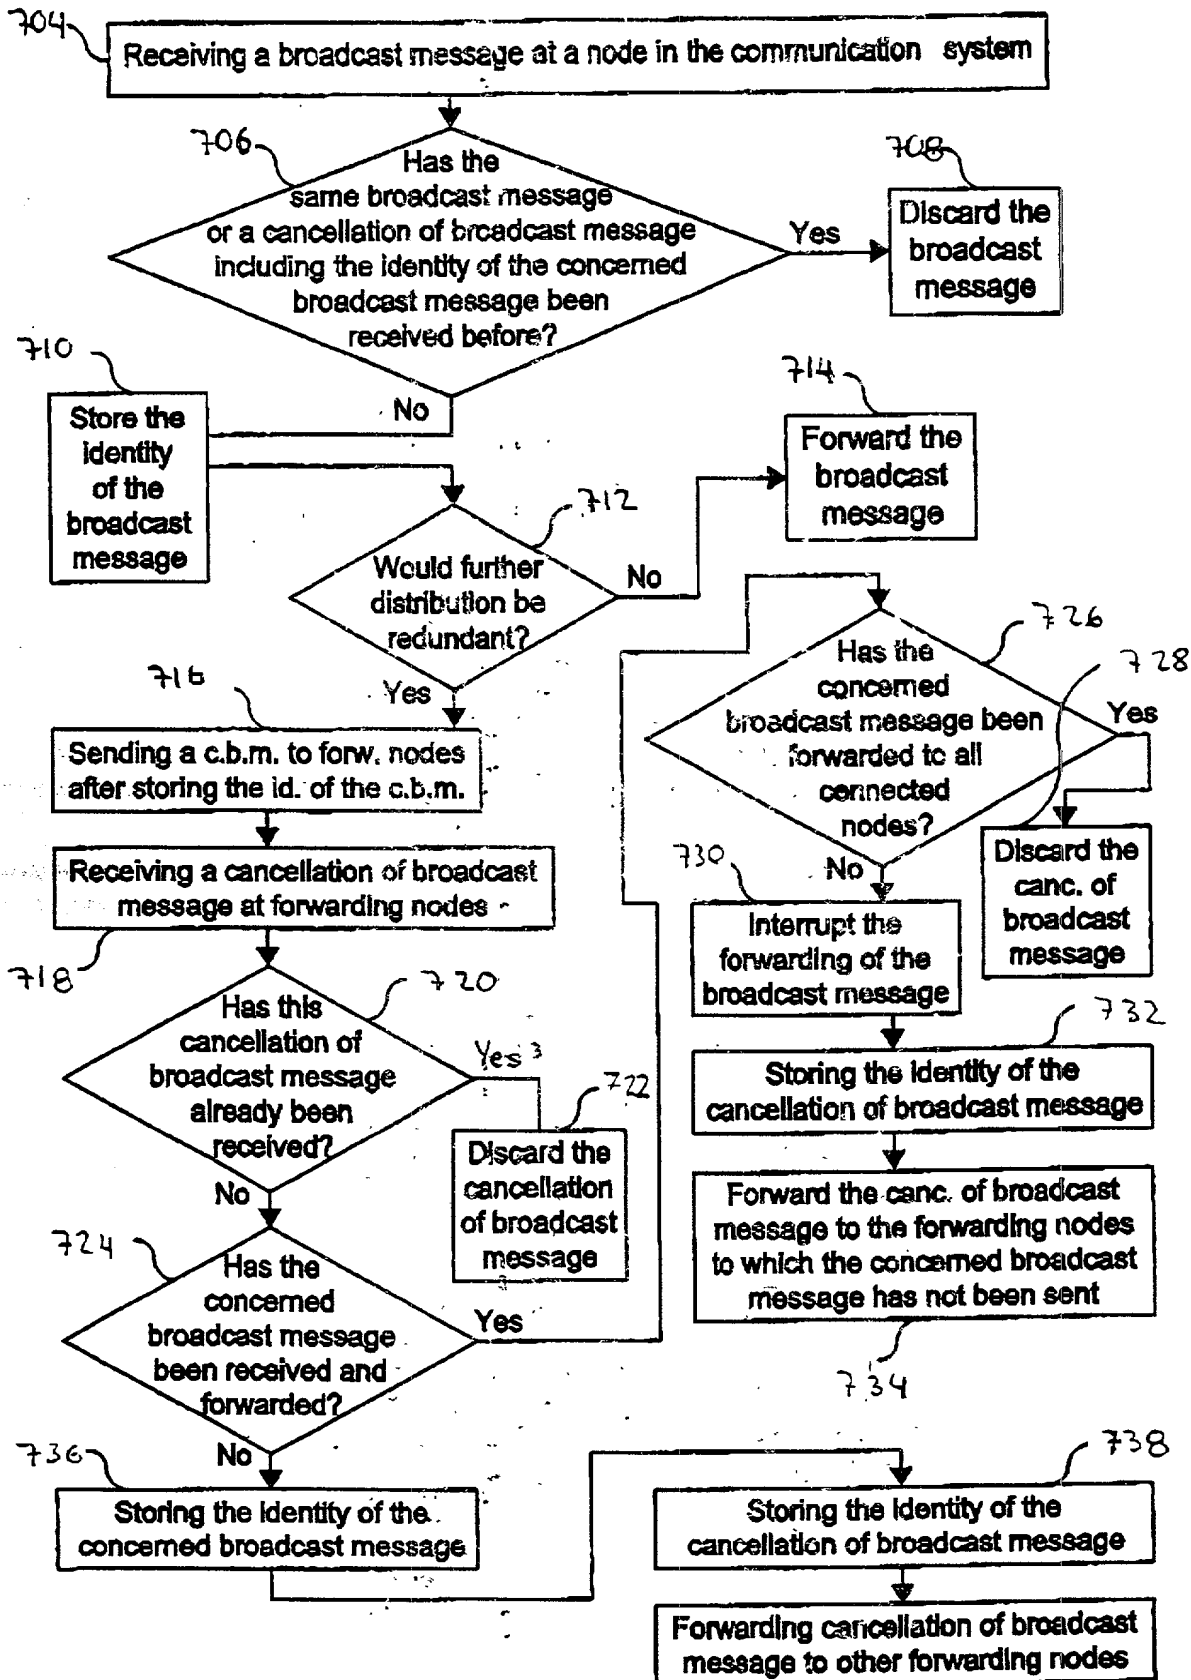 704
Receiving a broadcast message at a node in the communication system
706
Has the
same broadcast message
or a cancellation of broadcast message
including the identity of the concerned
broadcast message been
received before?
Yes
708
Discard the
broadcast
message
No
710
Store the
identity
of the
broadcast
message
712
Would further
distribution be
redundant?
No
714
Forward the
broadcast
message
Yes
716
Sending a c.b.m. to forw. nodes
after storing the id. of the c.b.m.
Receiving a cancellation of broadcast
message at forwarding nodes
718
720
Has this
cancellation of
broadcast message
already been
received?
Yes
722
Discard the
cancellation
of broadcast
message
No
724
Has the
concerned
broadcast message
been received and
forwarded?
Yes
726
Has the
concerned
broadcast message been
forwarded to all
connected
nodes?
Yes
728
Discard the
canc. of
broadcast
message
No
730
Interrupt the
forwarding of the
broadcast message
732
Storing the identity of the
cancellation of broadcast message
Forward the canc. of broadcast
message to the forwarding nodes
to which the concerned broadcast
message has not been sent
734
No
736
Storing the identity of the
concerned broadcast message
738
Storing the identity of the
cancellation of broadcast message
Forwarding cancellation of broadcast
message to other forwarding nodes